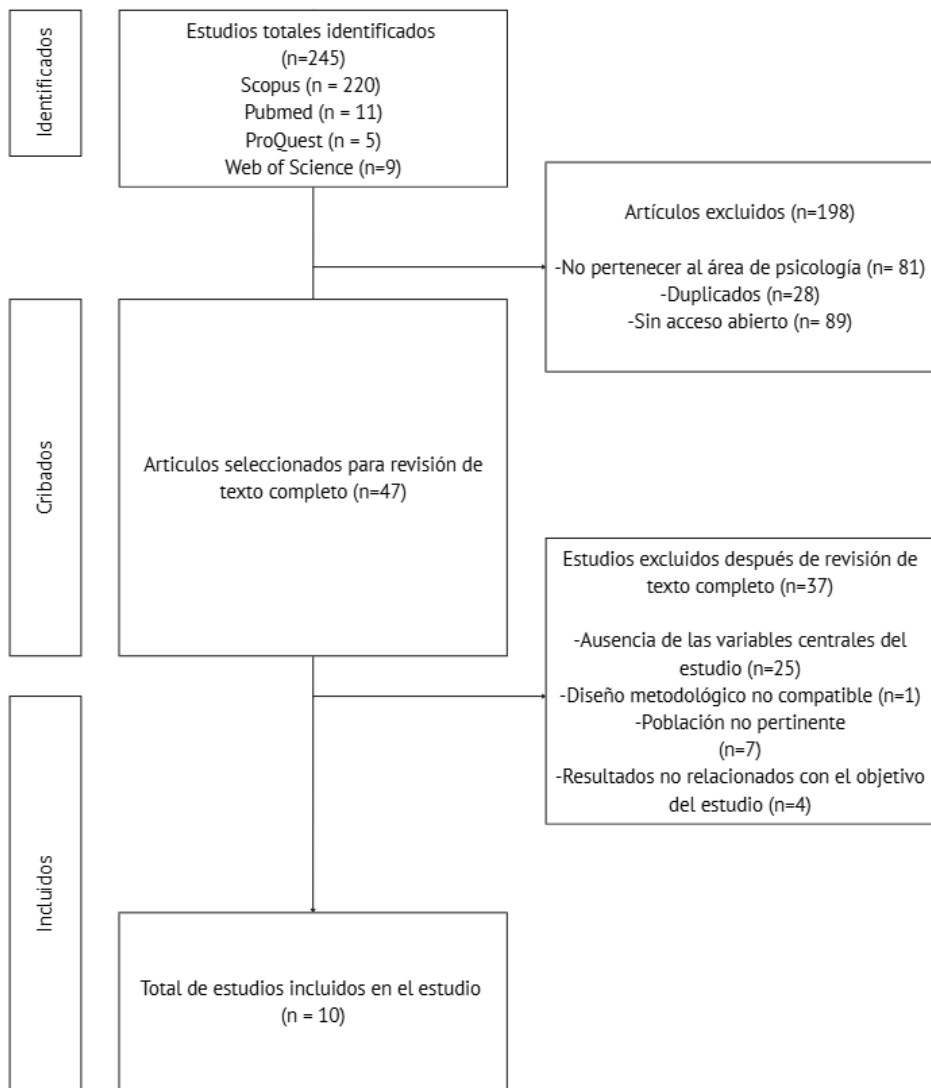 Identificados
Estudios totales identificados
(n=245)
Scopus (n = 220)
Pubmed (n = 11)
ProQuest (n = 5)
Web of Science (n=9)
Artículos excluidos (n=198)
-No pertenecer al área de psicología (n= 81)
-Duplicados (n=28)
-Sin acceso abierto (n= 89)
Cribados
Articulos seleccionados para revisión de
texto completo (n=47)
Estudios excluidos después de revisión de
texto completo (n=37)
-Ausencia de las variables centrales del
estudio (n=25)
-Diseño metodológico no compatible (n=1)
-Población no pertinente
(n=7)
-Resultados no relacionados con el objetivo
del estudio (n=4)
Incluidos
Total de estudios incluidos en el estudio
(n = 10)